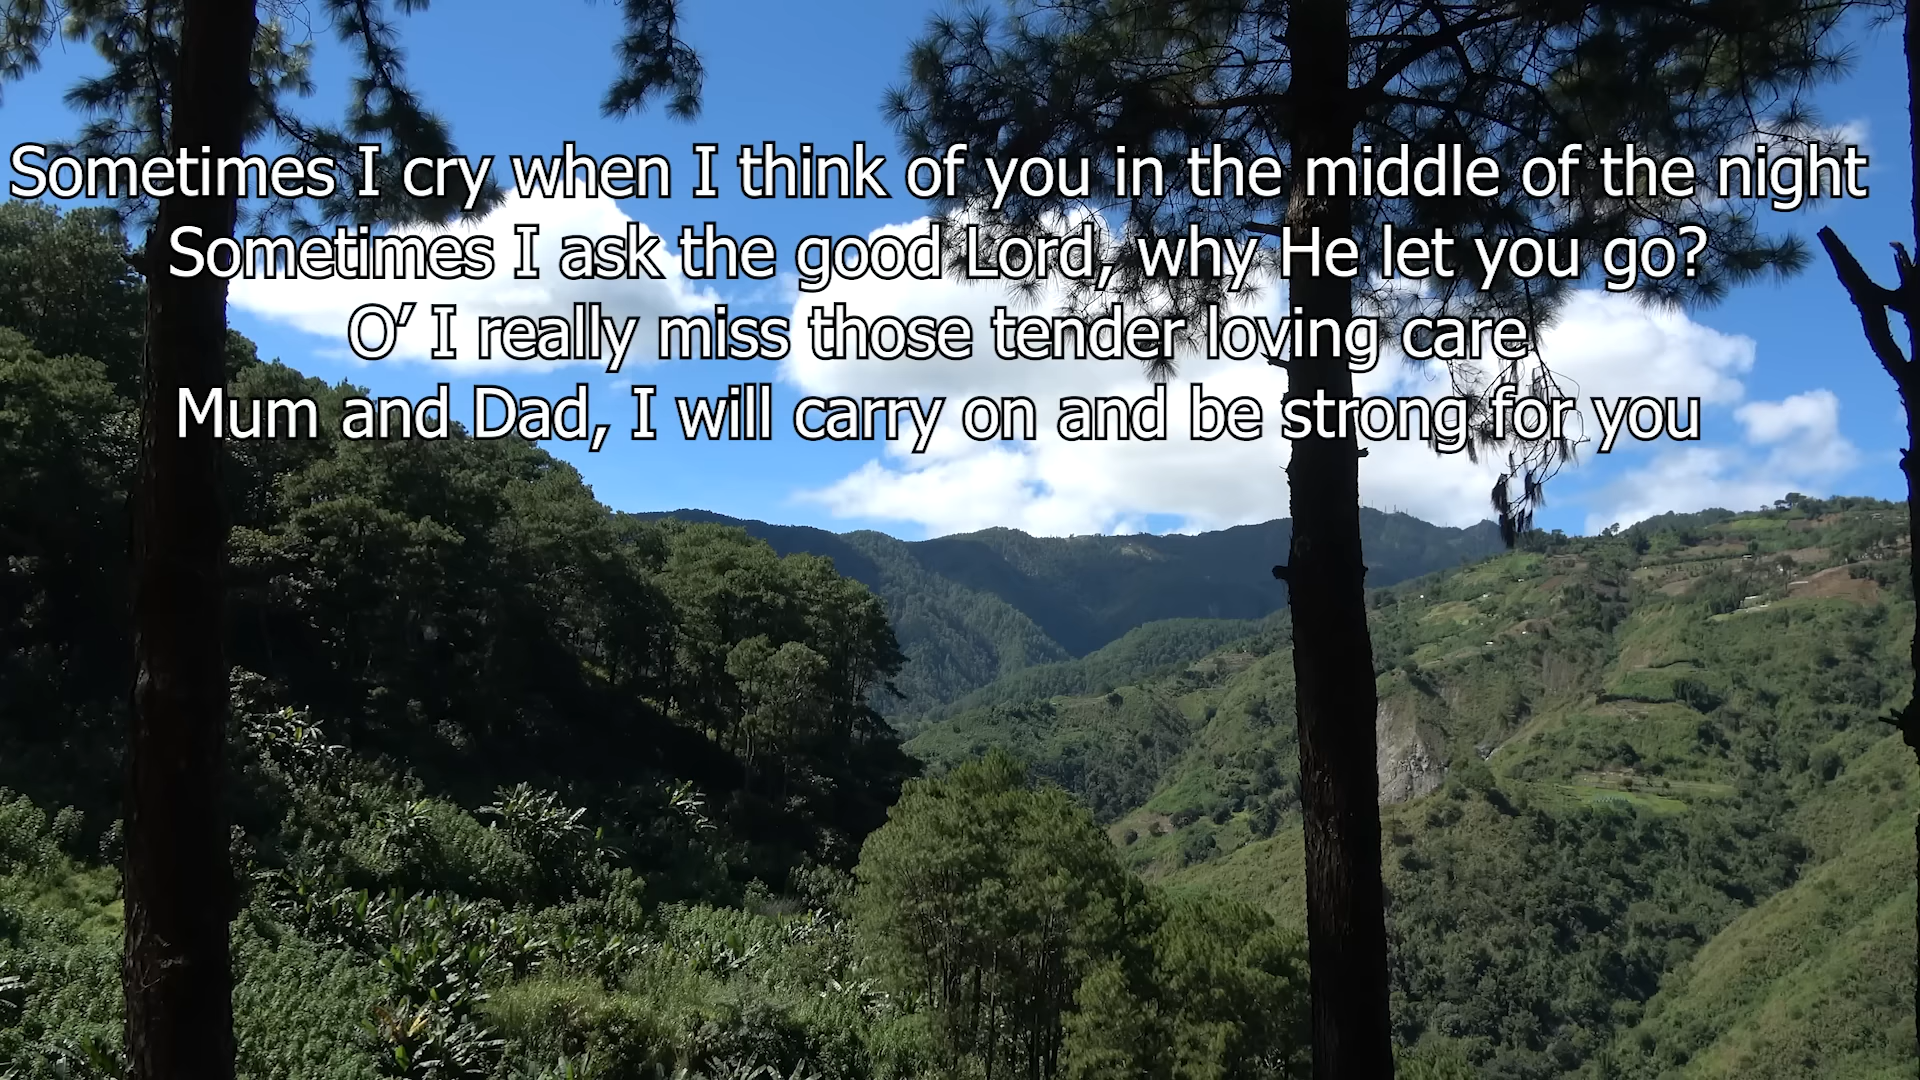 Sometimes I cry when I think of you in the middle of the night
Sometimes I ask the good Lord, why He let you go?
O’ I really miss those tender loving care
Mum and Dad, I will carry on and be strong for you